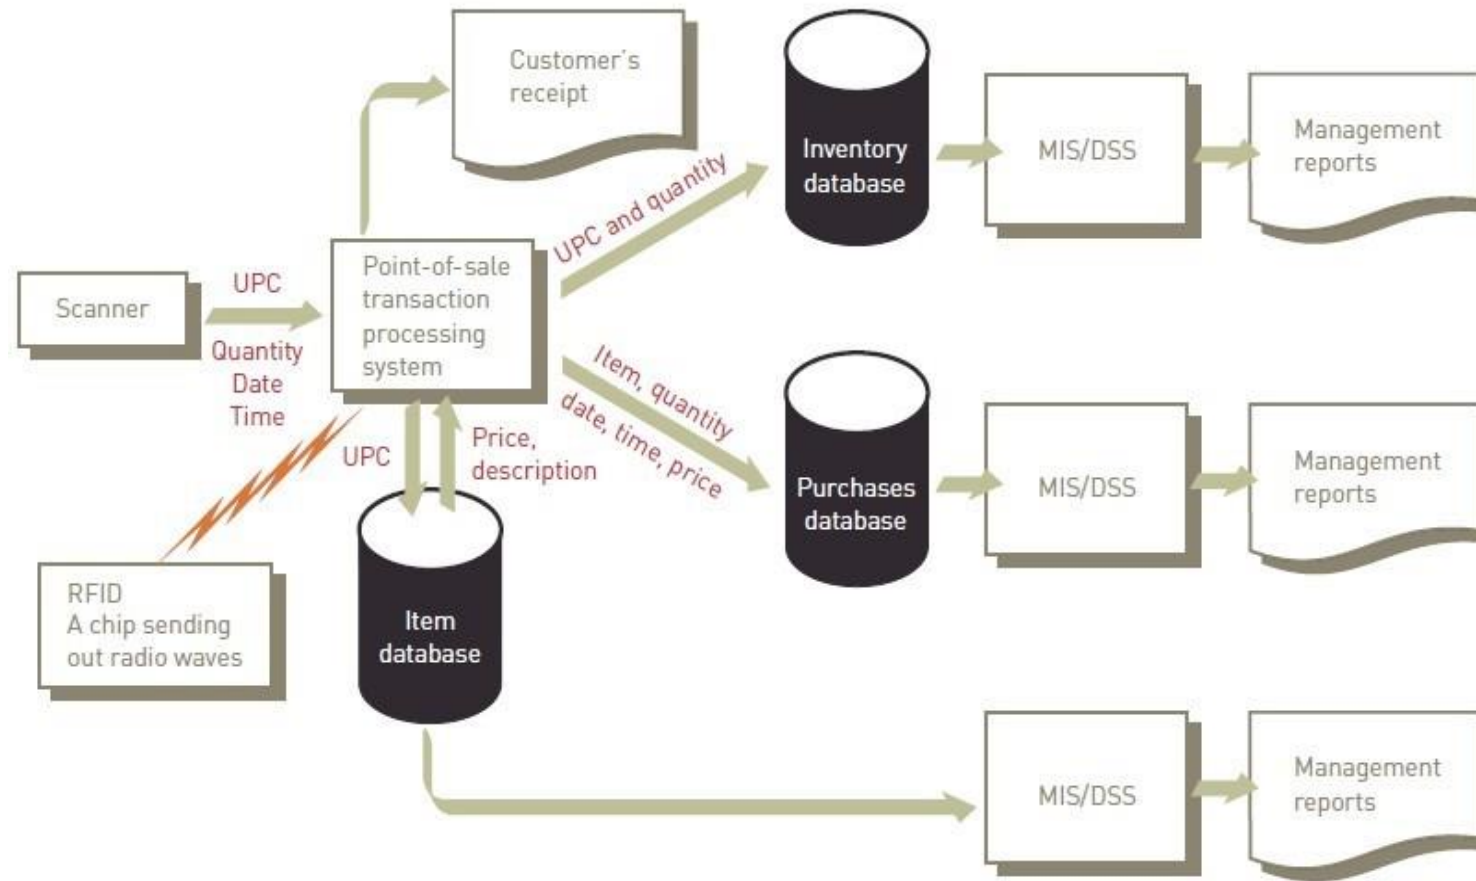 Customer's
receipt
Inventory
database
MIS/DSS
Management
reports
UPC and quantity
Scanner
UPC
Quantity
Date
Time
Point-of-sale
transaction
processing
system
Item, quantity
date, time, price
Purchases
database
MIS/DSS
Management
reports
UPC
Price,
description
RFID
A chip sending
out radio waves
Item
database
MIS/DSS
Management
reports